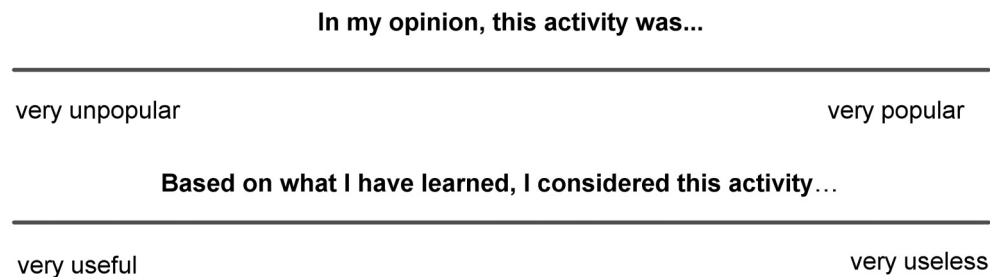 In my opinion, this activity was...
very unpopular very popular
Based on what I have learned, I considered this activity…
very useful very useless